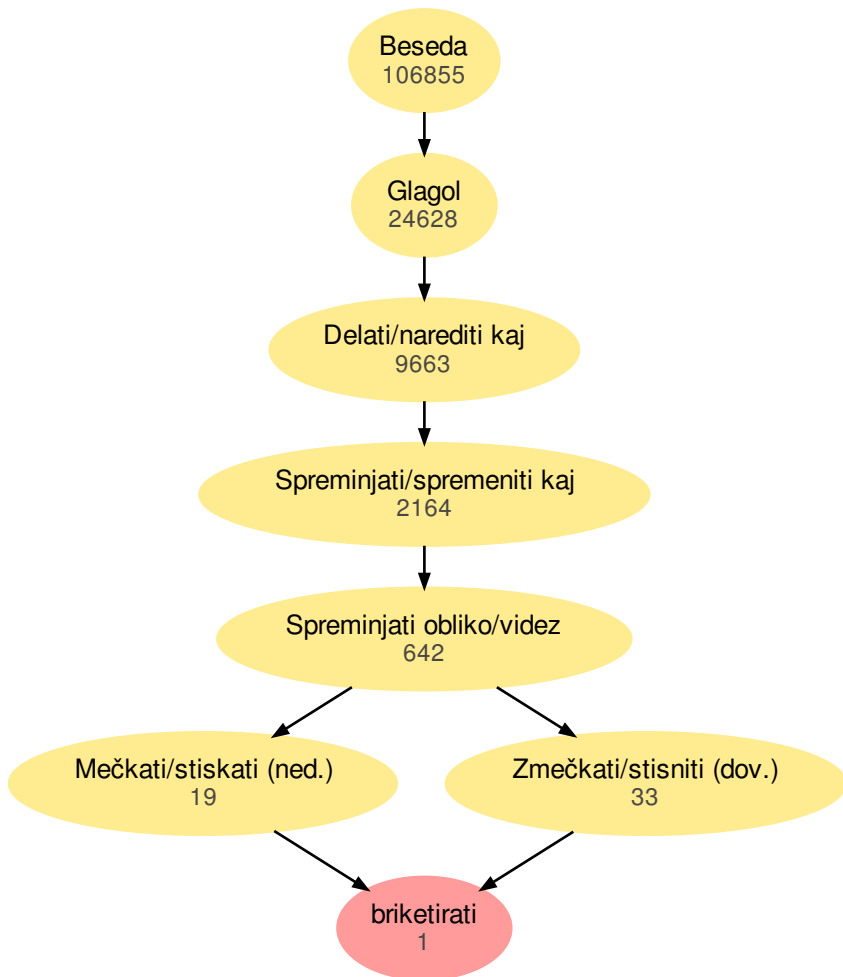 Beseda
106855
Glagol
24628
Delati/narediti kaj
9663
Spreminjati/spremeniti kaj
2164
Spreminjati obliko/videz
642
Mečkati/stiskati (ned.)
19
Zmečkati/stisniti (dov.)
33
briketirati
1